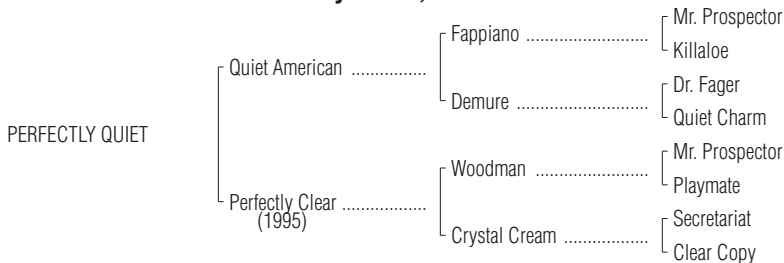 Fappiano ................................... Mr. Prospector
Killaloe
Quiet American ................
Demure ...................................... Dr. Fager
Quiet Charm
PERFECTLY QUIET
Woodman ................................ Mr. Prospector
Playmate
Perfectly Clear ....................
(1995)
Crystal Cream ........................ Secretariat
Clear Copy